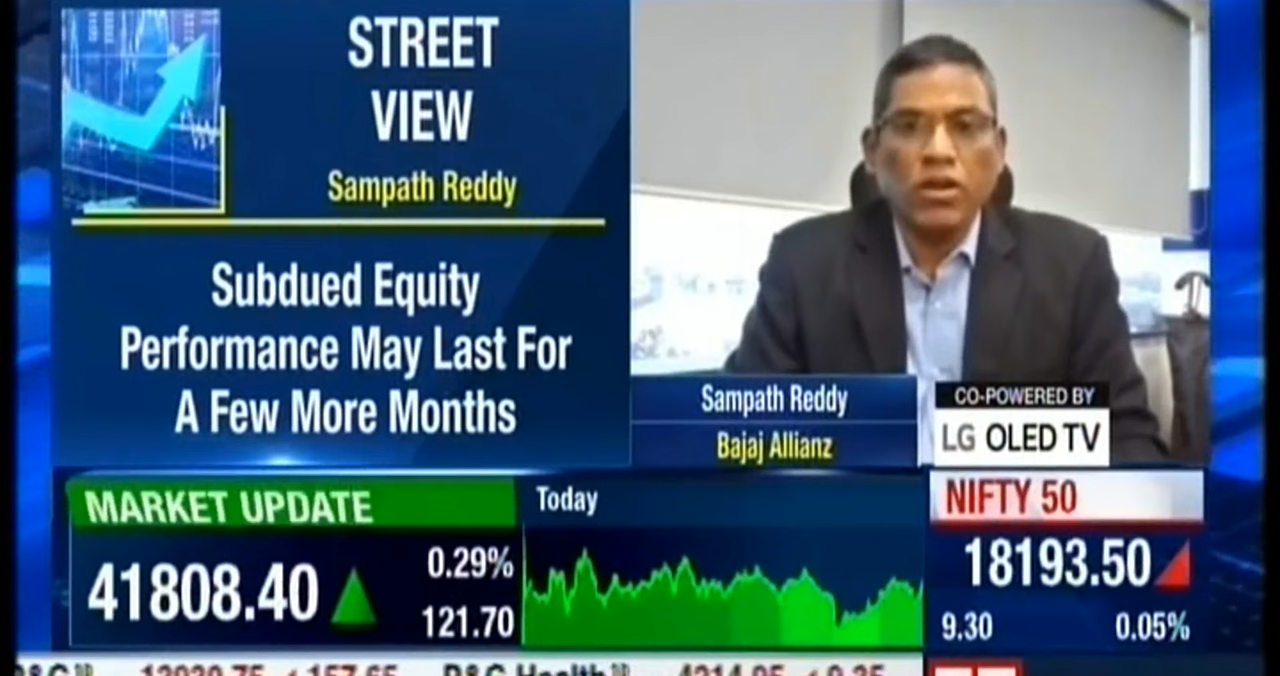 STREET
VIEW
Sampath Reddy
Subdued Equity
Performance May Last For
A Few More Months
Sampath Reddy
Bajaj Allianz
CO-POWERED BY
LG OLED TV
MARKET UPDATE
Today
41808.40
0.29%
121.70
NIFTY 50
18193.50
9.30 0.05%
P&G Health